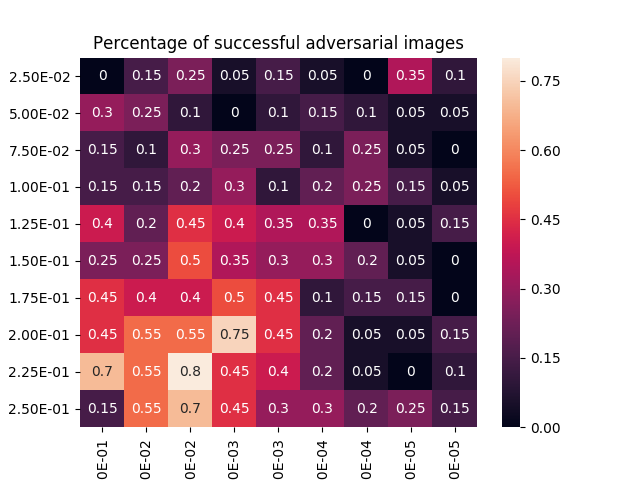 Percentage of successful adversarial images
2.50E-02 0 0.15 0.25 0.05 0.15 0.05 0 0.35 0.1
5.00E-02 0.3 0.25 0.1 0 0.1 0.15 0.1 0.05 0.05
7.50E-02 0.15 0.1 0.3 0.25 0.25 0.1 0.25 0.05 0
1.00E-01 0.15 0.15 0.2 0.3 0.1 0.2 0.25 0.15 0.05
1.25E-01 0.4 0.2 0.45 0.4 0.35 0.35 0 0.05 0.15
1.50E-01 0.25 0.25 0.5 0.35 0.3 0.3 0.2 0.05 0
1.75E-01 0.45 0.4 0.4 0.5 0.45 0.1 0.15 0.15 0
2.00E-01 0.45 0.55 0.55 0.75 0.45 0.2 0.05 0.05 0.15
2.25E-01 0.7 0.55 0.8 0.45 0.4 0.2 0.05 0 0.1
2.50E-01 0.15 0.55 0.7 0.45 0.3 0.3 0.2 0.25 0.15
0E-01 0E-02 0E-02 0E-03 0E-03 0E-04 0E-04 0E-05 0E-05
0.75
0.60
0.45
0.30
0.15
0.00